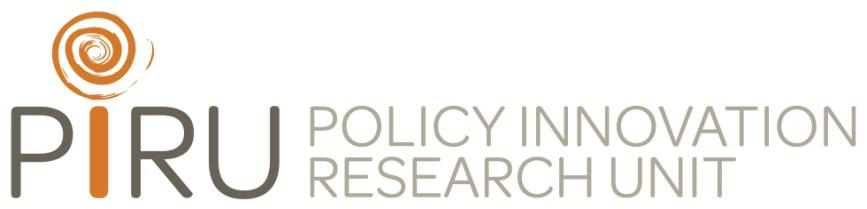 PiRU
POLICY INNOVATION
RESEARCH UNIT